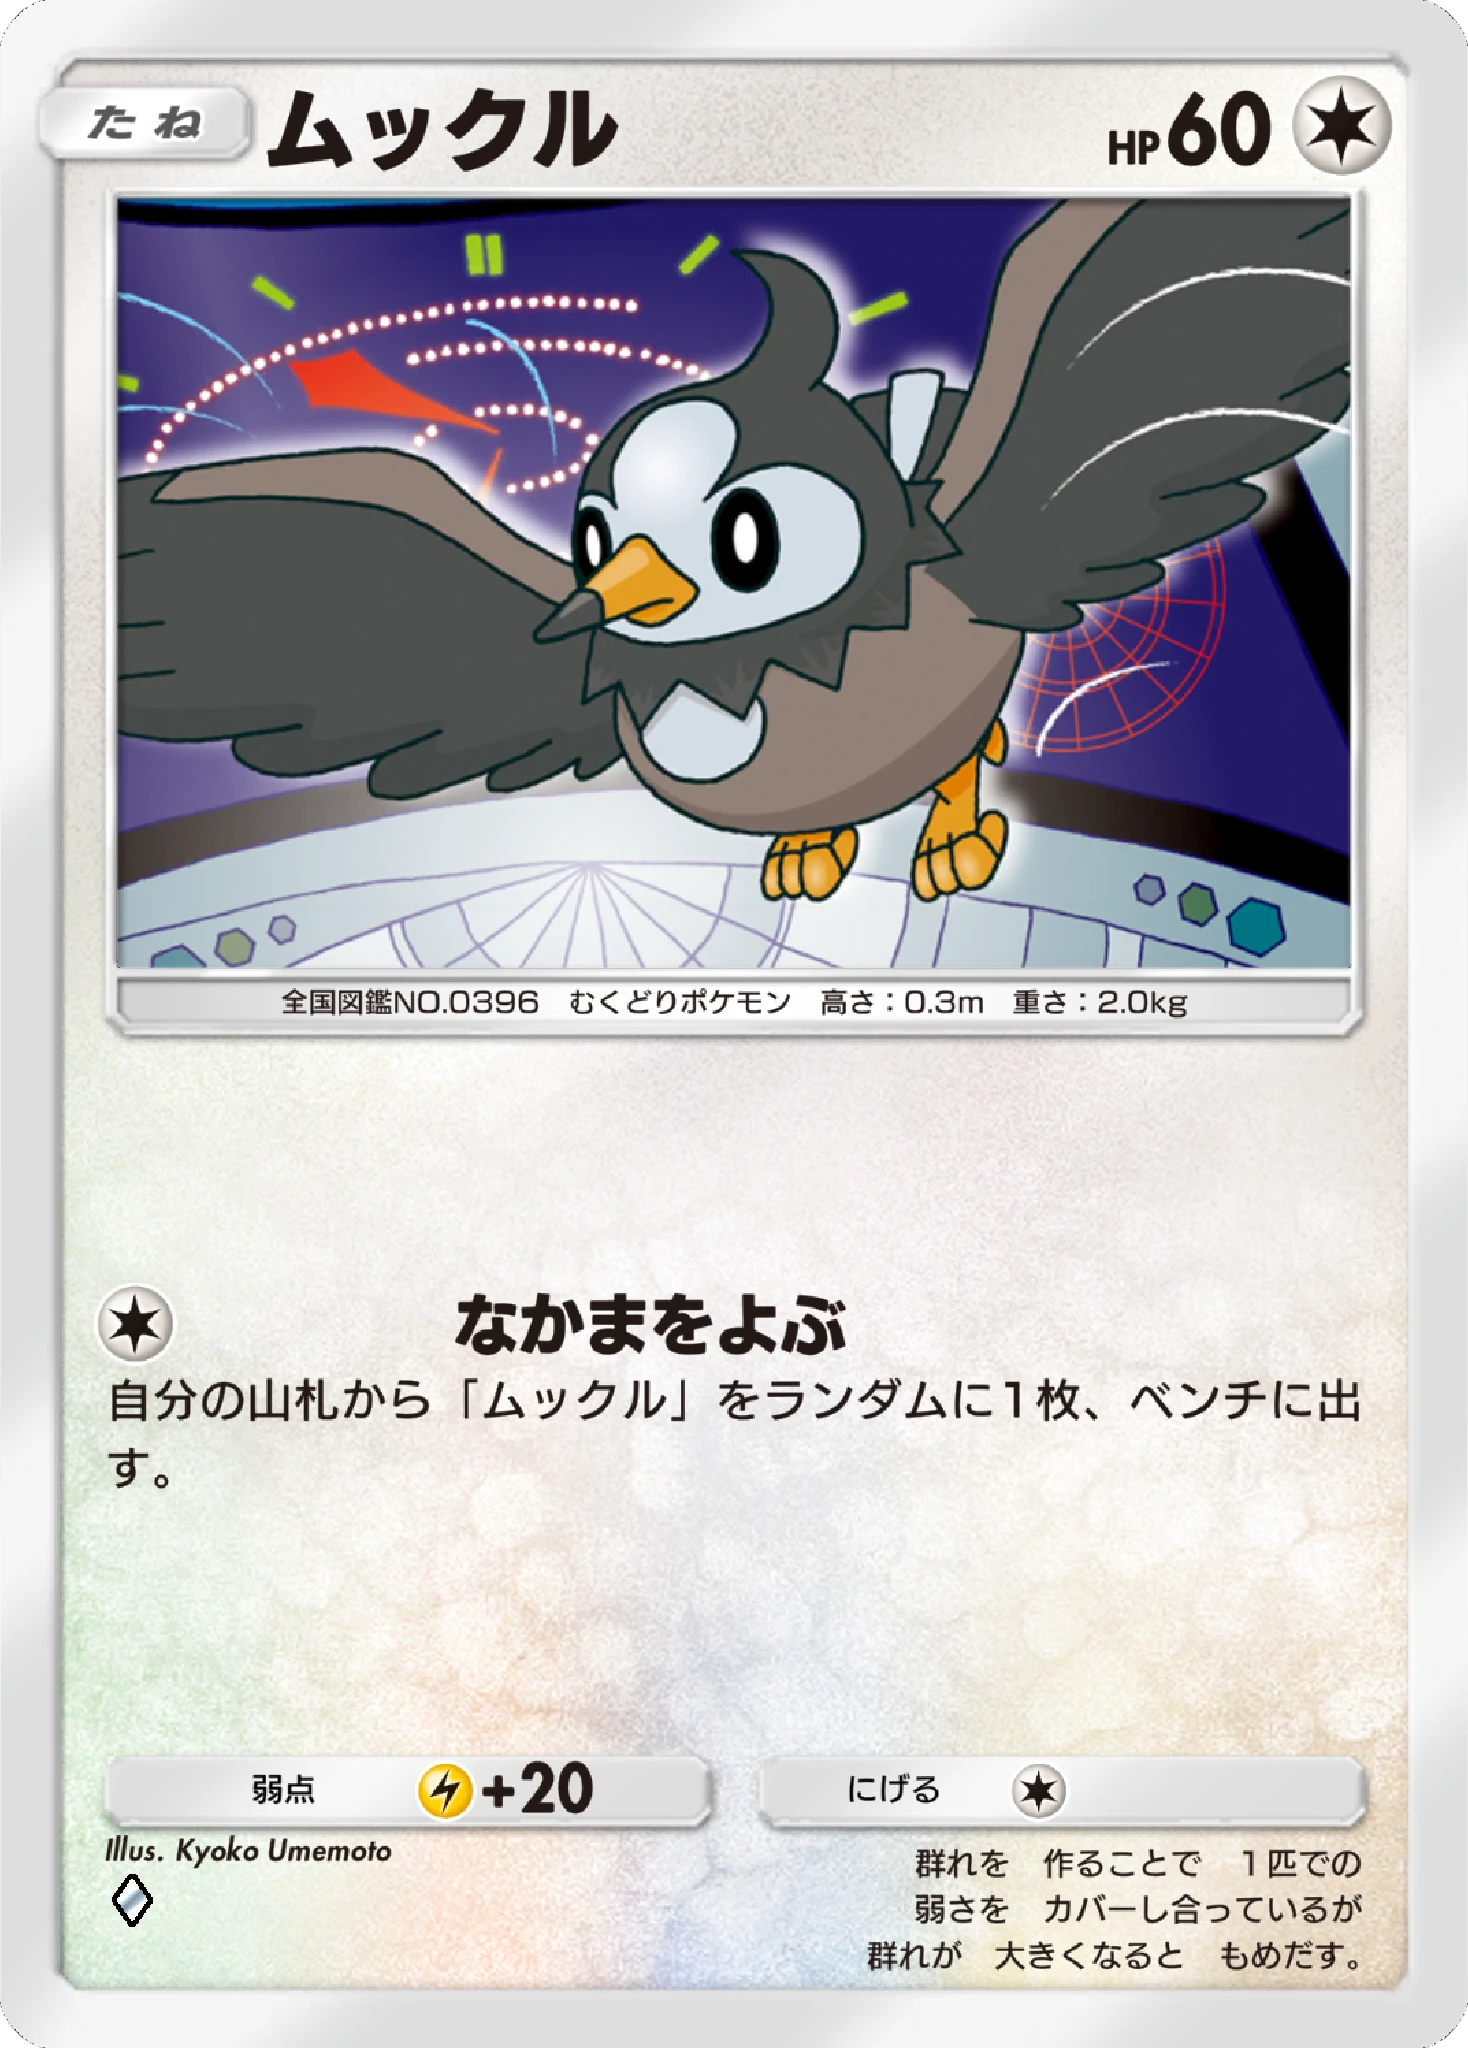 たね ムックル HP60
全国図鑑NO.0396 むくどりポケモン 高さ：0.3m 重さ：2.0kg
なかまをよぶ
自分の山札から「ムックル」をランダムに1枚、ベンチに出
す。
弱点 +20 にげる
Illus. Kyoko Umemoto
群れを 作ることで 1匹での
弱さを カバーし合っているが
群れが 大きくなると もめだす。